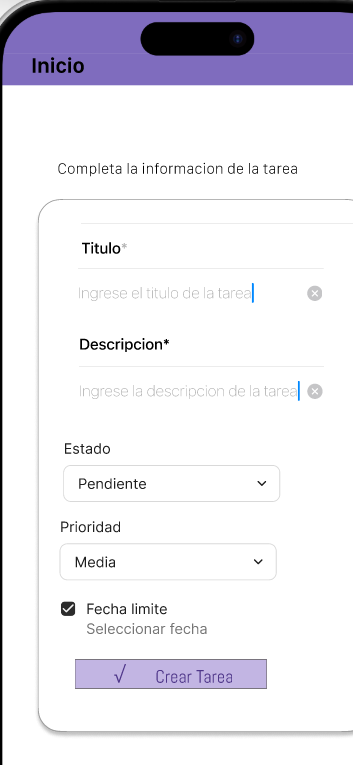 Inicio
Completa la informacion de la tarea
Titulo*
Ingrese el titulo de la tarea
Descripcion*
Ingrese la descripcion de la tarea
Estado
Pendiente
Prioridad
Media
Fecha limite
Seleccionar fecha
√ Crear Tarea